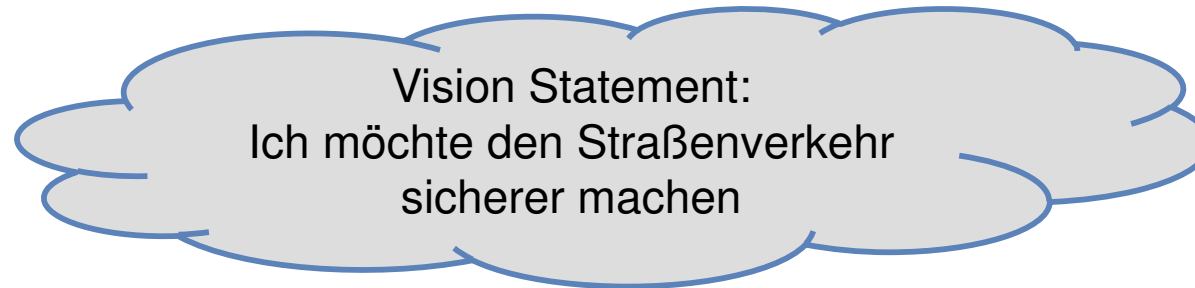 Vision Statement:
Ich möchte den Straßenverkehr
sicherer machen